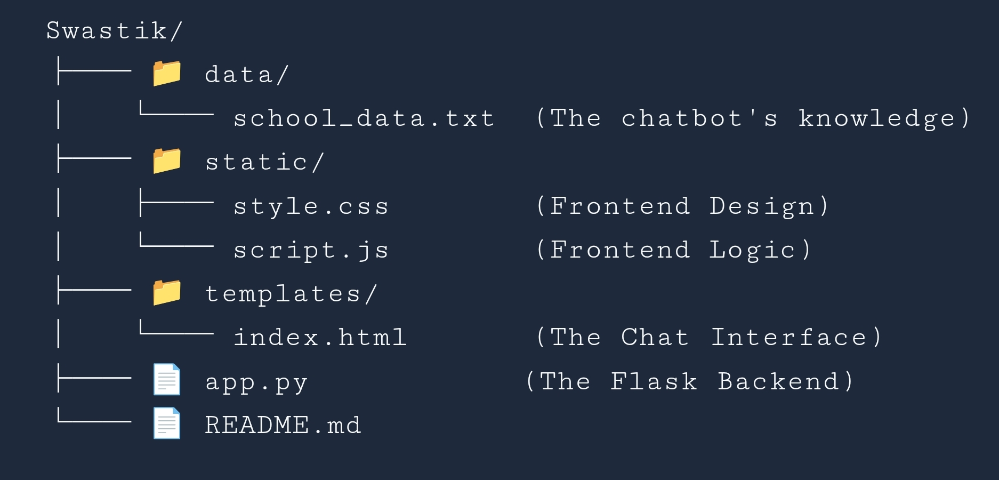 Swastik/
├── 📁 data/
│   └── school_data.txt (The chatbot's knowledge)
├── 📁 static/
│   ├── style.css (Frontend Design)
│   └── script.js (Frontend Logic)
├── 📁 templates/
│   └── index.html (The Chat Interface)
├── 📄 app.py (The Flask Backend)
└── 📄 README.md